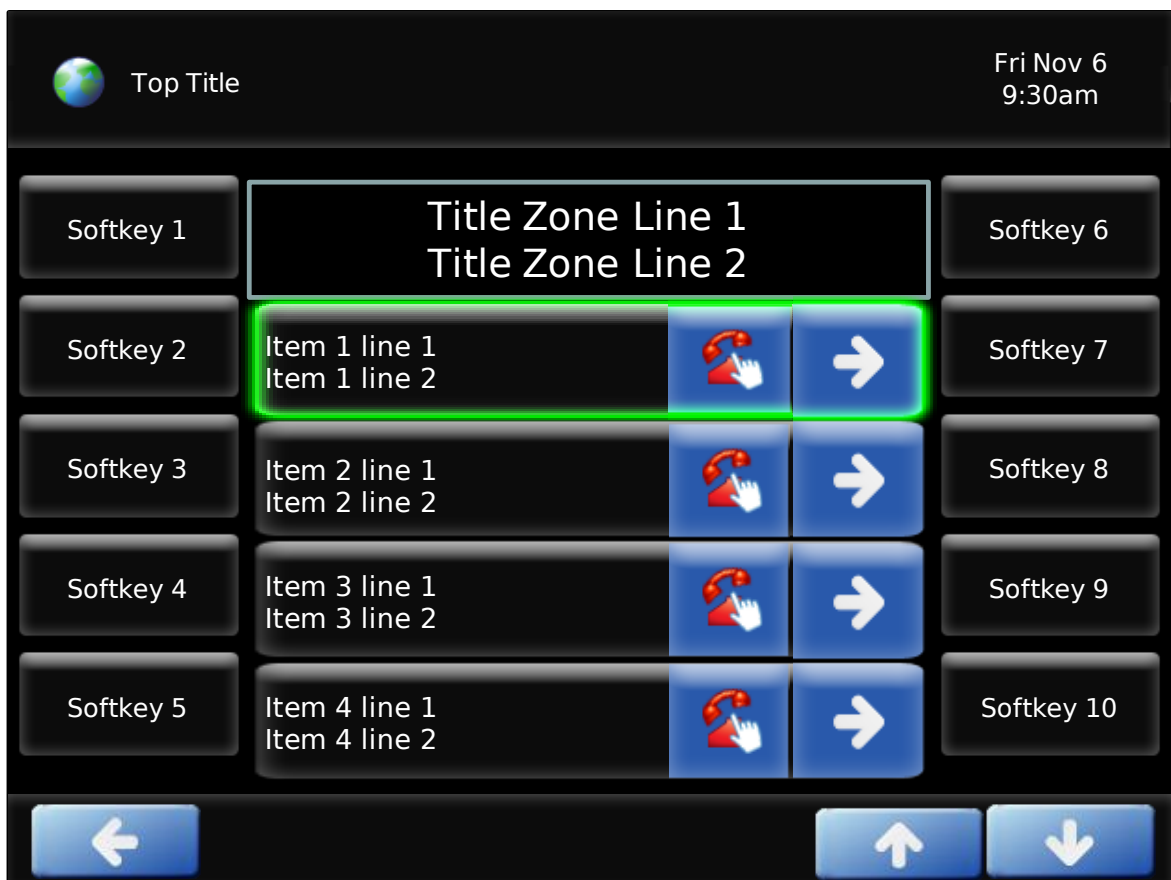 Top Title
Fri Nov 6
9:30am
Softkey 1
Softkey 2
Softkey 3
Softkey 4
Softkey 5
Title Zone Line 1
Title Zone Line 2
Item 1 line 1
Item 1 line 2
Item 2 line 1
Item 2 line 2
Item 3 line 1
Item 3 line 2
Item 4 line 1
Item 4 line 2
Softkey 6
Softkey 7
Softkey 8
Softkey 9
Softkey 10